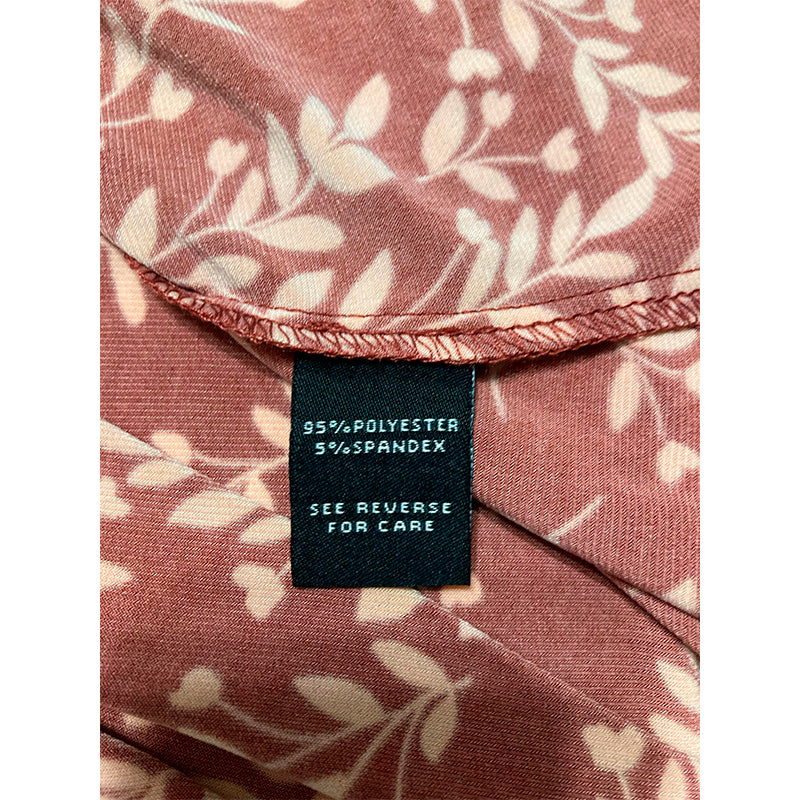 95%POLYESTER
5%SPANDEX
SEE REVERSE
FOR CARE